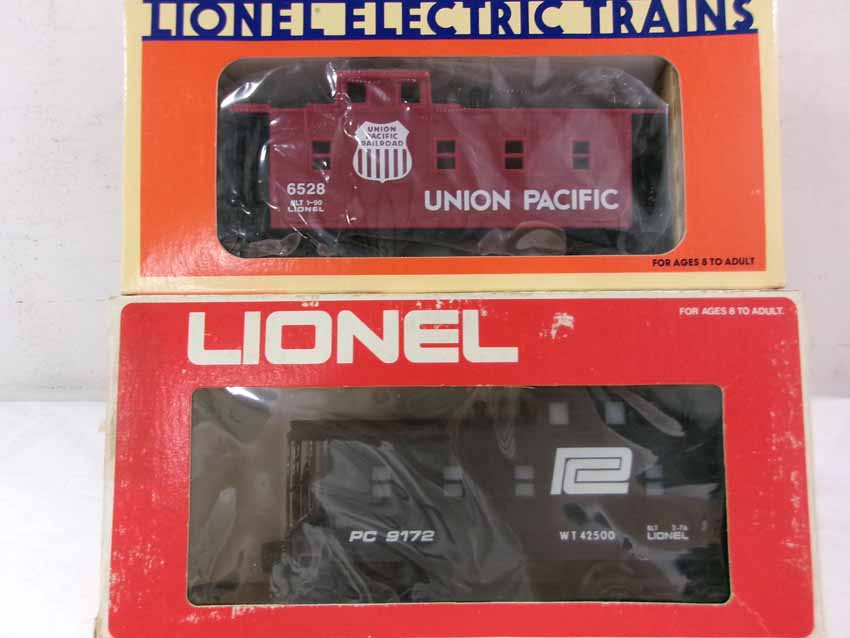 LIONEL ELECTRIC TRAINS
UNION
PACIFIC
RAILROAD
6528
BLT 1-90
LIONEL
UNION PACIFIC
FOR AGES 8 TO ADULT
LIONEL
FOR AGES 8 TO ADULT.
PC 9172
WT 42500
BLT 2-76
LIONEL